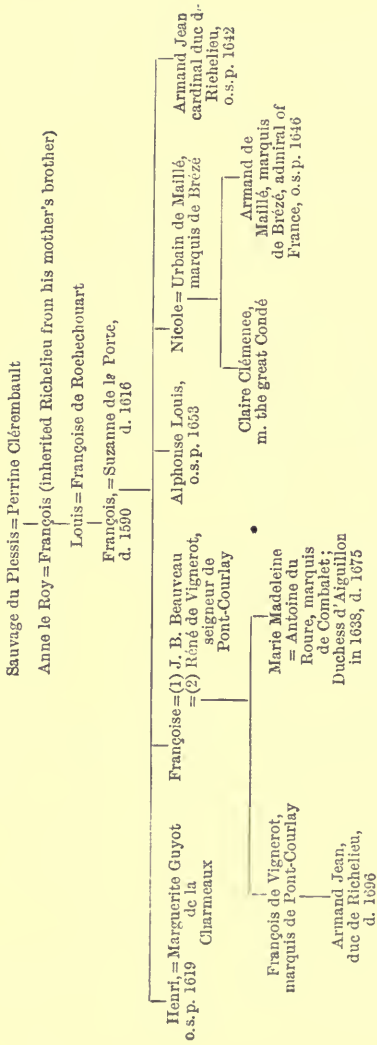 Sauvage du Plessis = Perrine Clérembault
Anne le Roy = François (inherited Richelieu from his mother's brother)
Louis = Françoise de Rochechouart
François, = Suzanne de la Porte,
d. 1590 d. 1616
Henri, = Marguerite Guyot
o.s.p. 1619 de la
Charmeaux
Françoise = (1) J. B. Beauveau
= (2) Réné de Vignerot,
seigneur de
Pont-Courlay
Alphonse Louis,
o.s.p. 1653
Nicole = Urbain de Maillé,
marquis de Brézé
Armand Jean
cardinal duc de
Richelieu,
o.s.p. 1642
François de Vignerot,
marquis de Pont-Courlay
Marie Madeleine
= Antoine du
Roure, marquis
de Combalet;
Duchess d'Aiguillon
in 1638, d. 1675
Claire Clémence,
m. the great Condé
Armand de
Maillé, marquis
de Brézé, admiral of
France, o.s.p. 1646
Armand Jean,
duc de Richelieu,
d. 1696